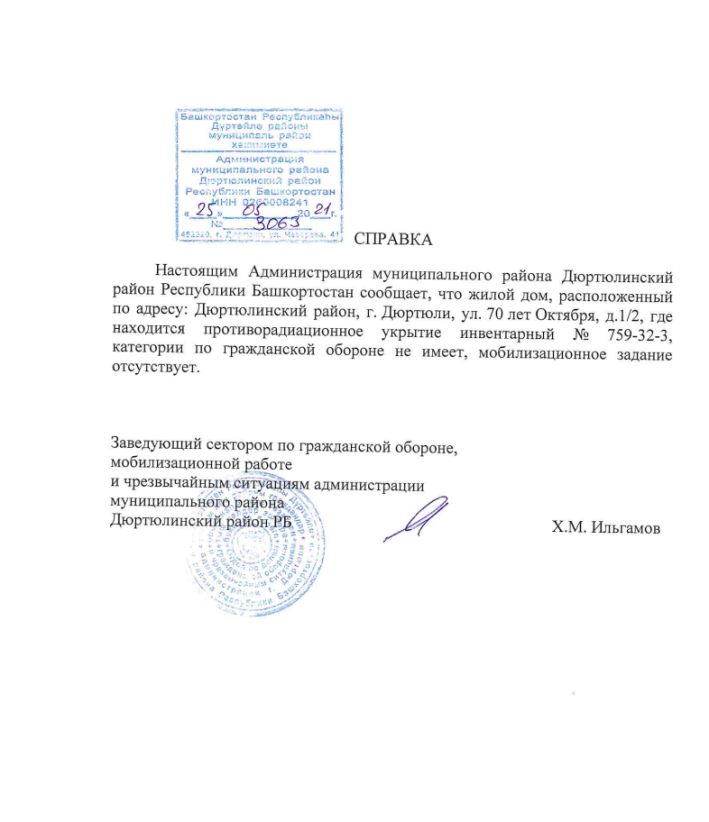 Башкортостан Республикаһы
Дүртөйлө районы
муниципаль район
хакимиәте
Администрация
муниципального района
Дюртюлинский район
Республики Башкортостан
ИНН 0260008241
« 25 » 05 20 21 г.
№ 3063
452320, г. Дюртюли, ул. Чеверева, 41
СПРАВКА
Настоящим Администрация муниципального района Дюртюлинский
район Республики Башкортостан сообщает, что жилой дом, расположенный
по адресу: Дюртюлинский район, г. Дюртюли, ул. 70 лет Октября, д.1/2, где
находится противорадиационное укрытие инвентарный № 759-32-3,
категории по гражданской обороне не имеет, мобилизационное задание
отсутствует.
Заведующий сектором по гражданской обороне,
мобилизационной работе
и чрезвычайным ситуациям администрации
муниципального района
Дюртюлинский район РБ
Х.М. Ильгамов